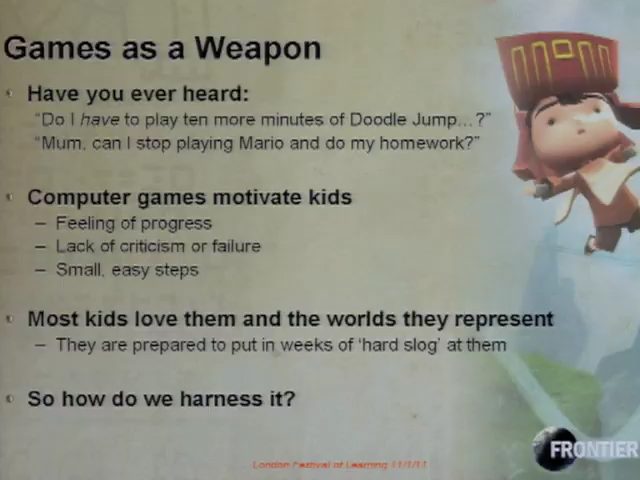 Games as a Weapon
Have you ever heard:
“Do I have to play ten more minutes of Doodle Jump...?”
“Mum, can I stop playing Mario and do my homework?”
Computer games motivate kids
– Feeling of progress
– Lack of criticism or failure
– Small, easy steps
Most kids love them and the worlds they represent
– They are prepared to put in weeks of ‘hard slog’ at them
So how do we harness it?
London Festival of Learning 11/1/11
FRONTIER